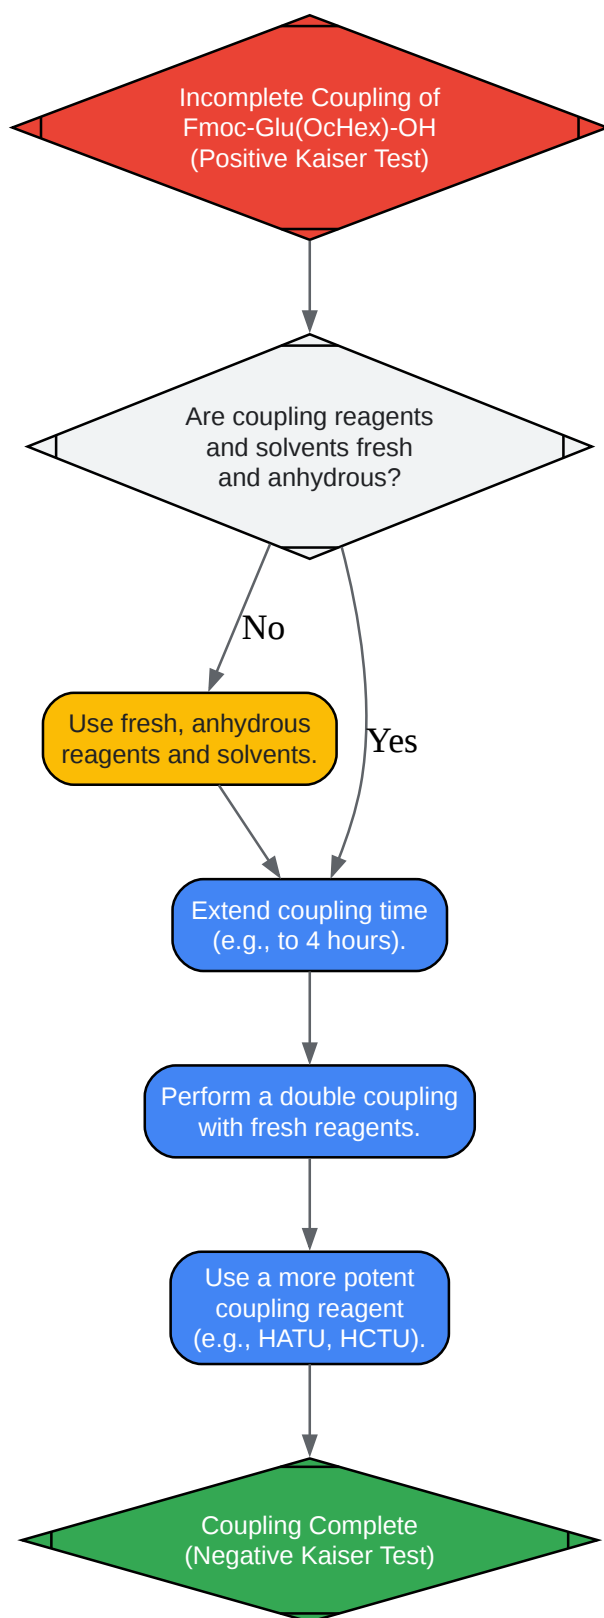 Incomplete Coupling of
Fmoc-Glu(OcHex)-OH
(Positive Kaiser Test)
Are coupling reagents
and solvents fresh
and anhydrous?
No
Use fresh, anhydrous
reagents and solvents.
Yes
Extend coupling time
(e.g., to 4 hours).
Perform a double coupling
with fresh reagents.
Use a more potent
coupling reagent
(e.g., HATU, HCTU).
Coupling Complete
(Negative Kaiser Test)